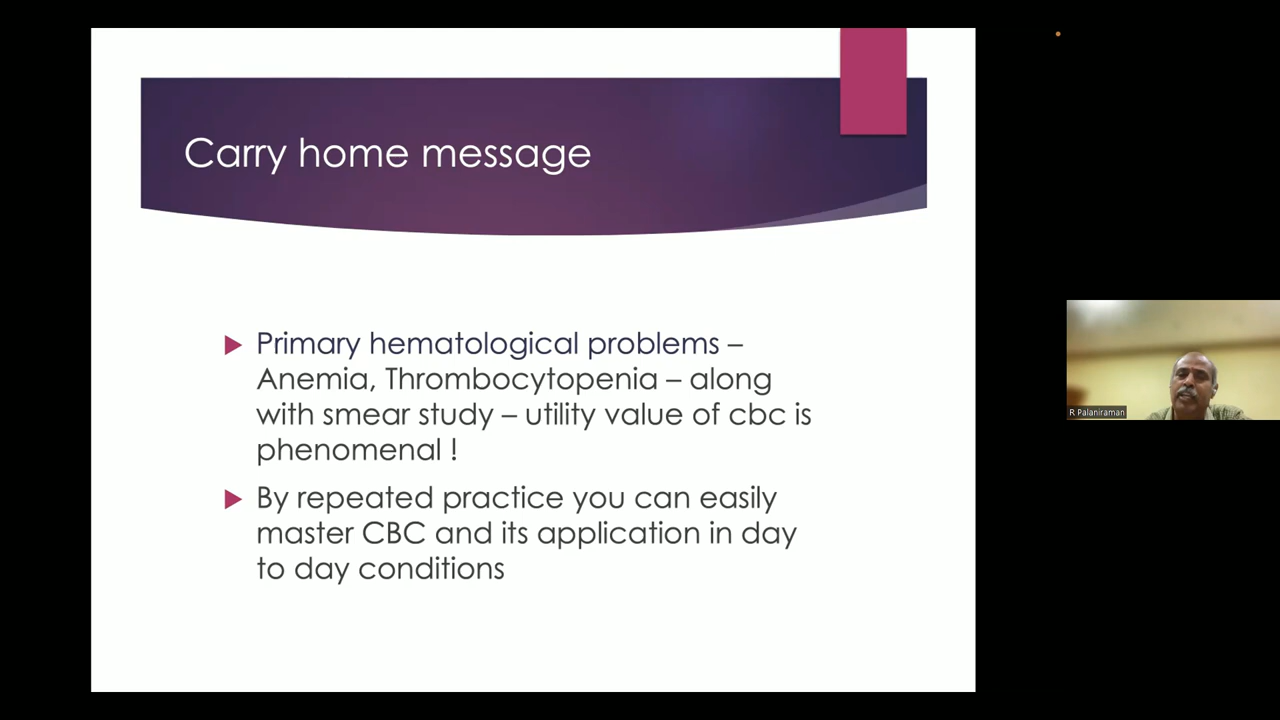 Carry home message
Primary hematological problems –
Anemia, Thrombocytopenia – along
with smear study – utility value of cbc is
phenomenal !
By repeated practice you can easily
master CBC and its application in day
to day conditions
R Palaniraman